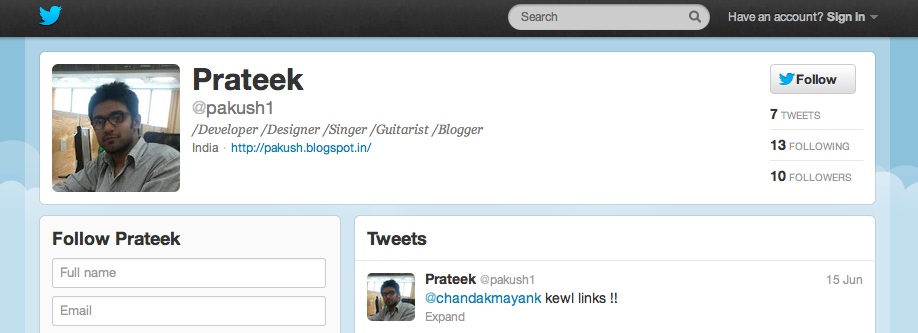 Search
Have an account? Sign in
Prateek
@pakush1
/Developer /Designer /Singer /Guitarist /Blogger
India · http://pakush.blogspot.in/
Follow
7 TWEETS
13 FOLLOWING
10 FOLLOWERS
Follow Prateek
Full name
Email
Tweets
Prateek @pakush1 15 Jun
@chandakmayank kewl links !!
Expand